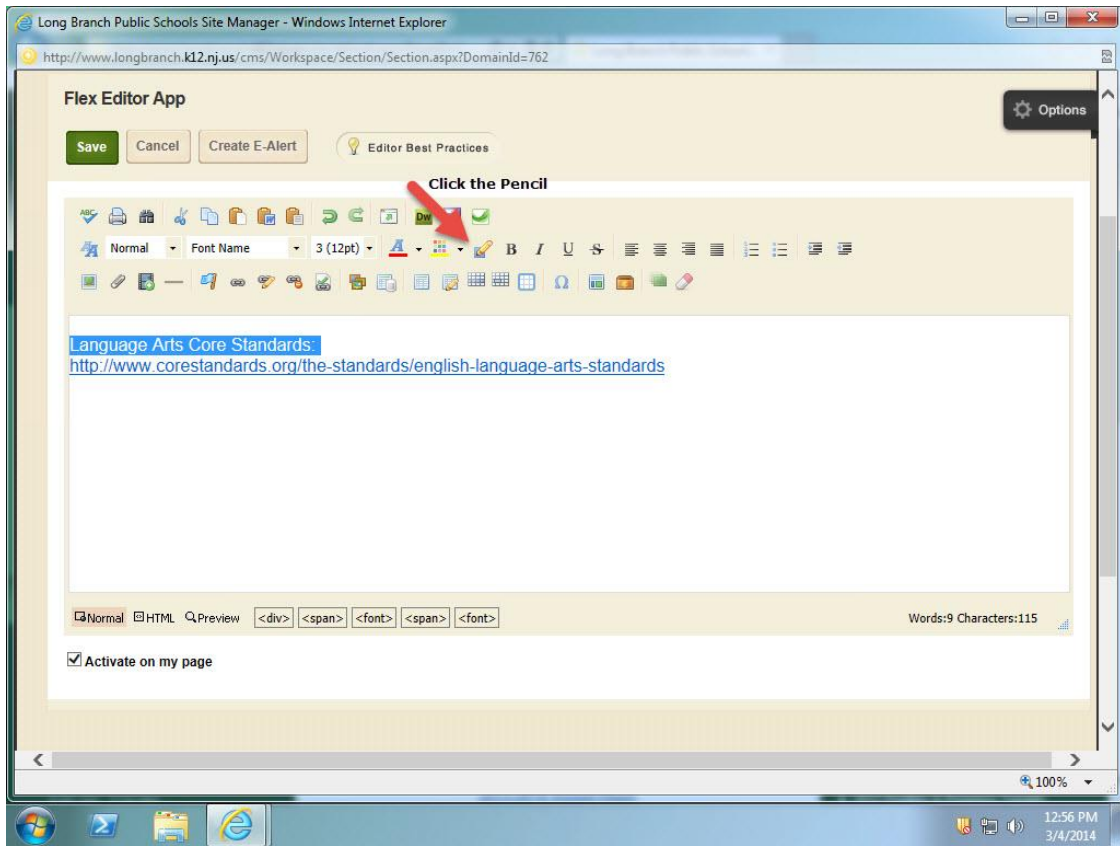 Long Branch Public Schools Site Manager - Windows Internet Explorer
http://www.longbranch.k12.nj.us/cms/Workspace/Section/Section.aspx?DomainId=762
Flex Editor App
Options
Save Cancel Create E-Alert Editor Best Practices
Click the Pencil
ABC Dw
Normal Font Name 3 (12pt) A B I U S
Ω
Language Arts Core Standards:
http://www.corestandards.org/the-standards/english-language-arts-standards
Normal HTML Preview <div> <span> <font> <span> <font> Words:9 Characters:115
Activate on my page
100%
12:56 PM
3/4/2014